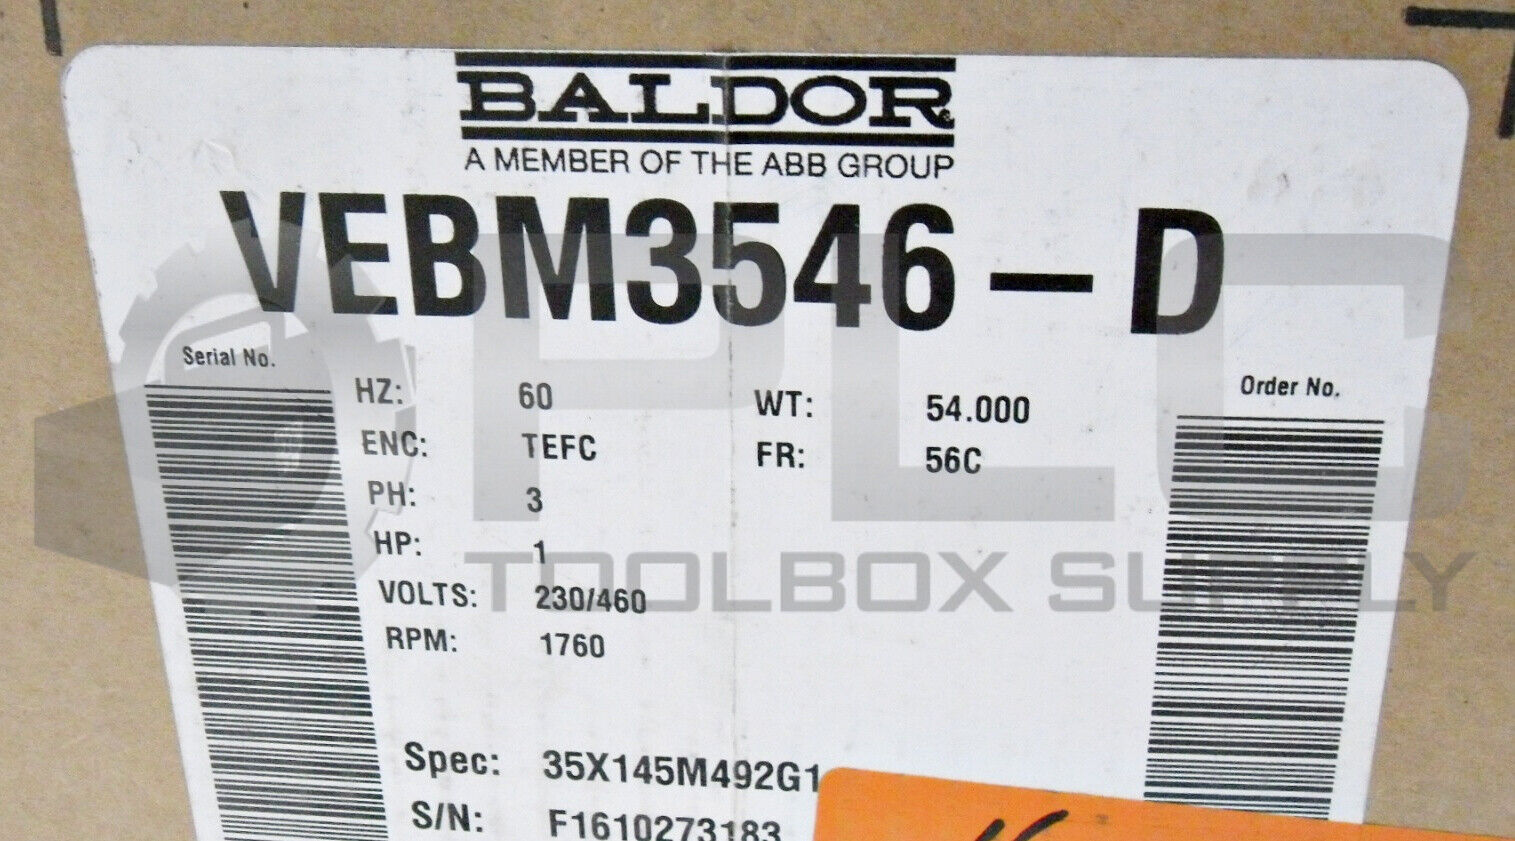 BALDOR
A MEMBER OF THE ABB GROUP
VEBM3546-D
Serial No.
Order No.
HZ: 60 WT: 54.000
ENC: TEFC FR: 56C
PH: 3
HP: 1
VOLTS: 230/460
RPM: 1760
Spec: 35X145M492G1
S/N: F1610273183
PLC
TOOLBOX SUPPLY